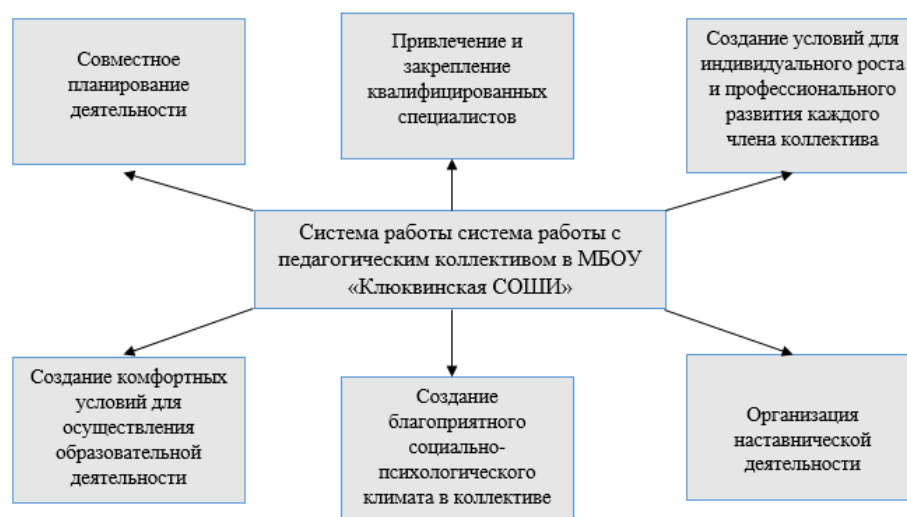 Совместное
планирование
деятельности
Привлечение и
закрепление
квалифицированных
специалистов
Создание условий для
индивидуального роста
и профессионального
развития каждого
члена коллектива
Система работы система работы с
педагогическим коллективом в МБОУ
«Клюквинская СОШИ»
Создание комфортных
условий для
осуществления
образовательной
деятельности
Создание
благоприятного
социально-
психологического
климата в коллективе
Организация
наставнической
деятельности